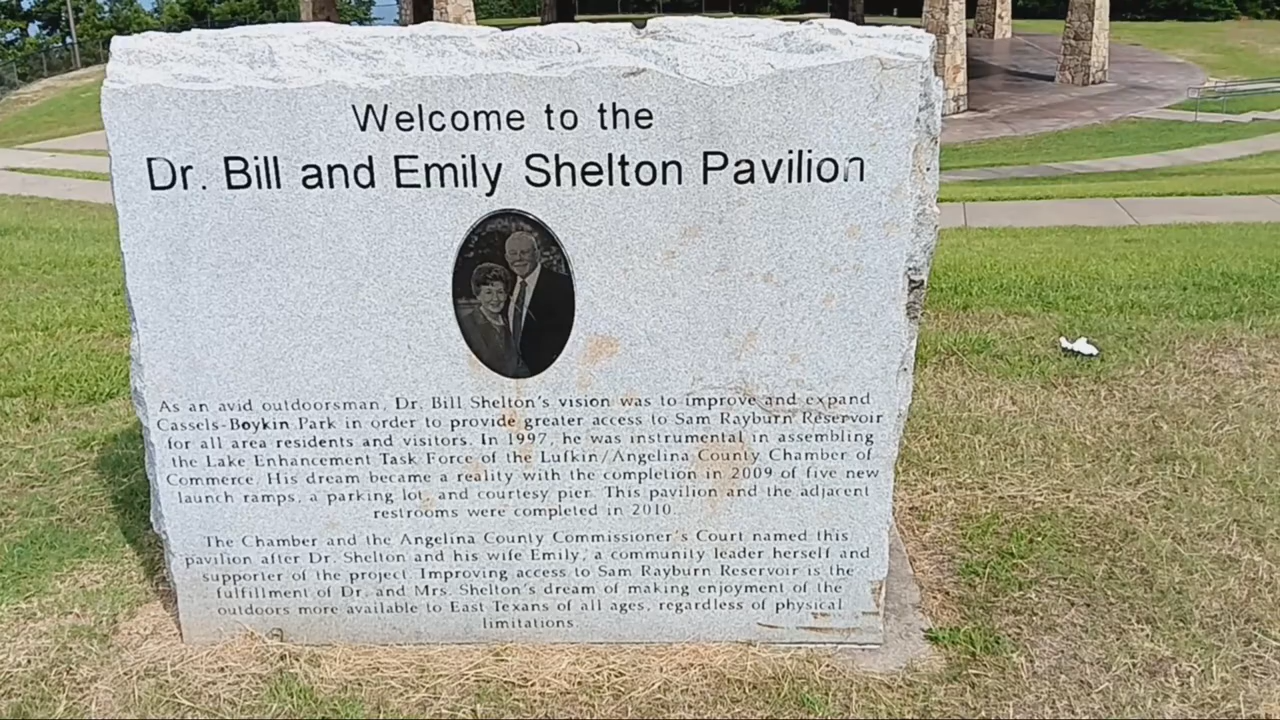 Welcome to the
Dr. Bill and Emily Shelton Pavilion
As an avid outdoorsman, Dr. Bill Shelton's vision was to improve and expand
Cassels-Boykin Park in order to provide greater access to Sam Rayburn Reservoir
for all area residents and visitors. In 1997, he was instrumental in assembling
the Lake Enhancement Task Force of the Lufkin/Angelina County Chamber of
Commerce. His dream became a reality with the completion in 2009 of five new
launch ramps, a parking lot, and courtesy pier. This pavilion and the adjacent
restrooms were completed in 2010.
The Chamber and the Angelina County Commissioner's Court named this
pavilion after Dr. Shelton and his wife Emily, a community leader herself and
supporter of the project. Improving access to Sam Rayburn Reservoir is the
fulfillment of Dr. and Mrs. Shelton's dream of making enjoyment of the
outdoors more available to East Texans of all ages, regardless of physical
limitations.